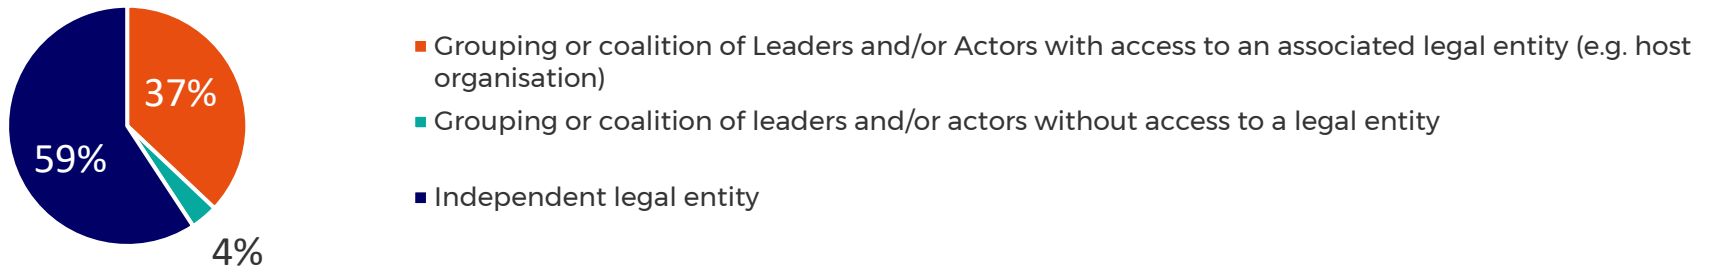 37%
59%
4%
Grouping or coalition of Leaders and/or Actors with access to an associated legal entity (e.g. host
organisation)
Grouping or coalition of leaders and/or actors without access to a legal entity
Independent legal entity